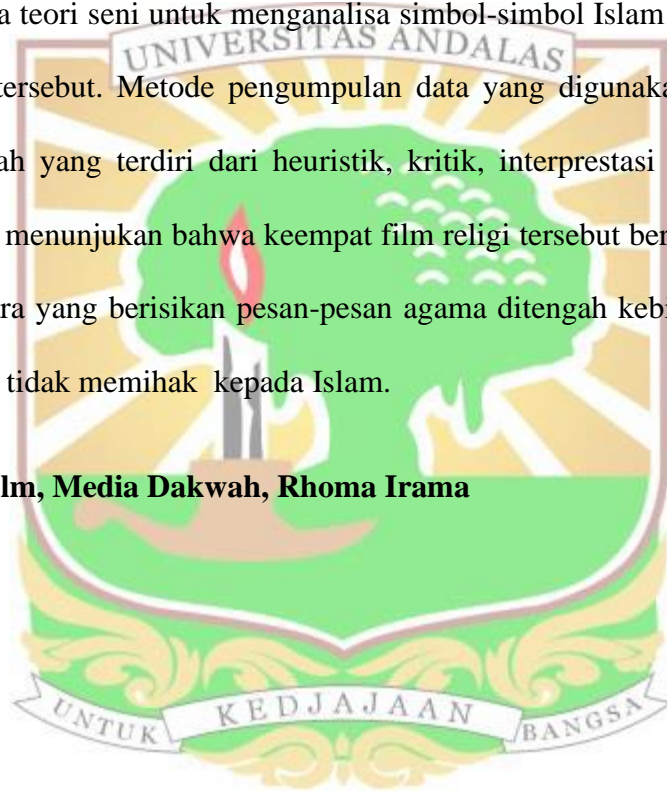 a teori seni untuk menganalisa simbol-simbol Islam
UNIVERSITAS ANDALAS
tersebut. Metode pengumpulan data yang digunaka
ah yang terdiri dari heuristik, kritik, interprestasi
menunjukan bahwa keempat film religi tersebut ber
ra yang berisikan pesan-pesan agama ditengah kebi
tidak memihak kepada Islam.
lm, Media Dakwah, Rhoma Irama
UNTUK KEDJAJAAN BANGSA